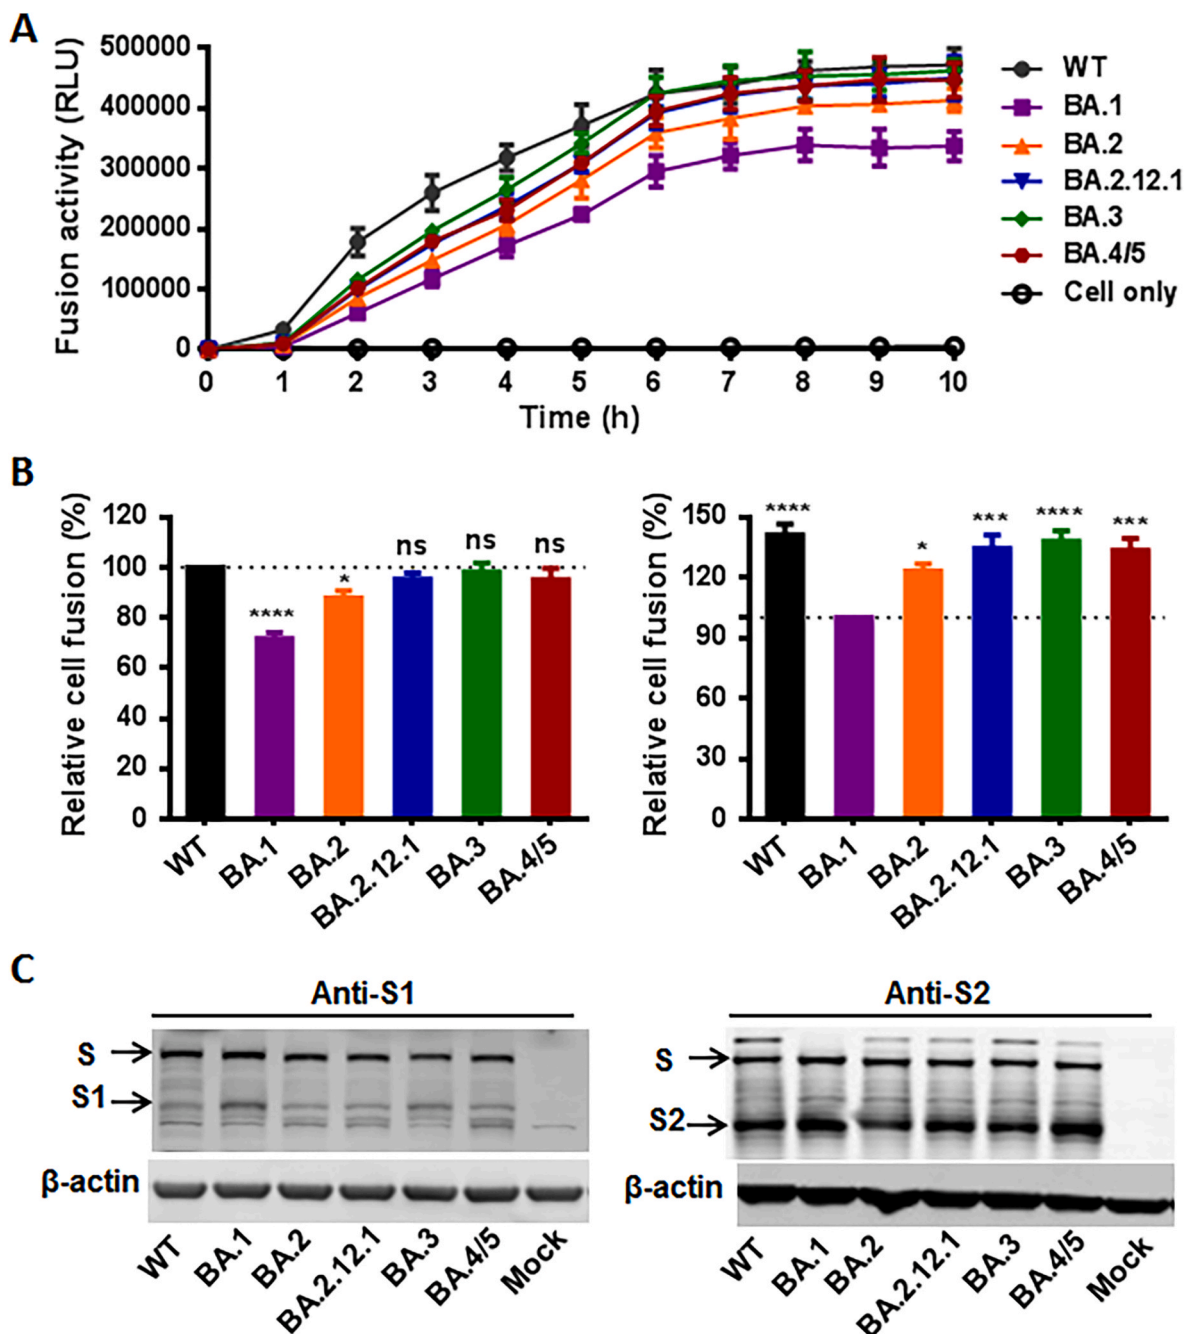 A
Fusion activity (RLU)
500000
400000
300000
200000
100000
0
0 1 2 3 4 5 6 7 8 9 10
Time (h)
WT
BA.1
BA.2
BA.2.12.1
BA.3
BA.4/5
Cell only
B
Relative cell fusion (%)
120
100
80
60
40
20
0
****
*
ns
ns
ns
WT
BA.1
BA.2
BA.2.12.1
BA.3
BA.4/5
Relative cell fusion (%)
150
120
90
60
30
0
****
*
***
****
***
WT
BA.1
BA.2
BA.2.12.1
BA.3
BA.4/5
C
Anti-S1
S
S1
β-actin
WT
BA.1
BA.2
BA.2.12.1
BA.3
BA.4/5
Mock
Anti-S2
S
S2
β-actin
WT
BA.1
BA.2
BA.2.12.1
BA.3
BA.4/5
Mock